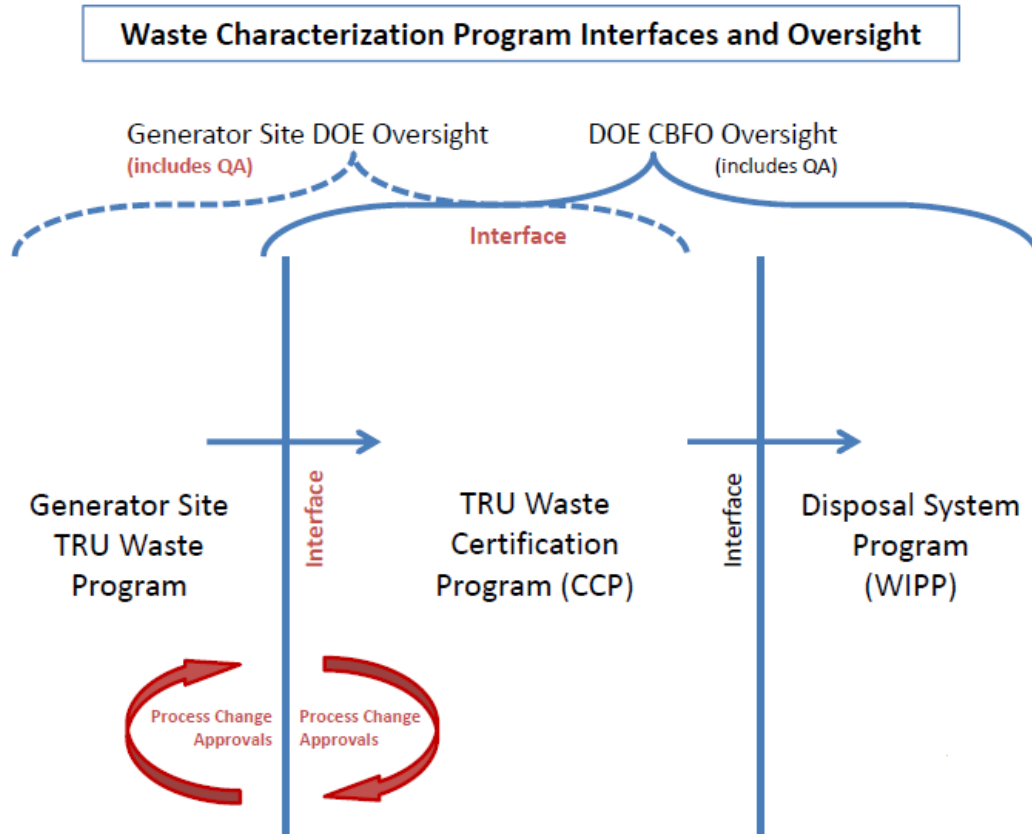 Waste Characterization Program Interfaces and Oversight
Generator Site DOE Oversight
(includes QA)
DOE CBFO Oversight
(includes QA)
Interface
Generator Site
TRU Waste
Program
Interface
TRU Waste
Certification
Program (CCP)
Interface
Disposal System
Program
(WIPP)
Process Change
Approvals
Process Change
Approvals